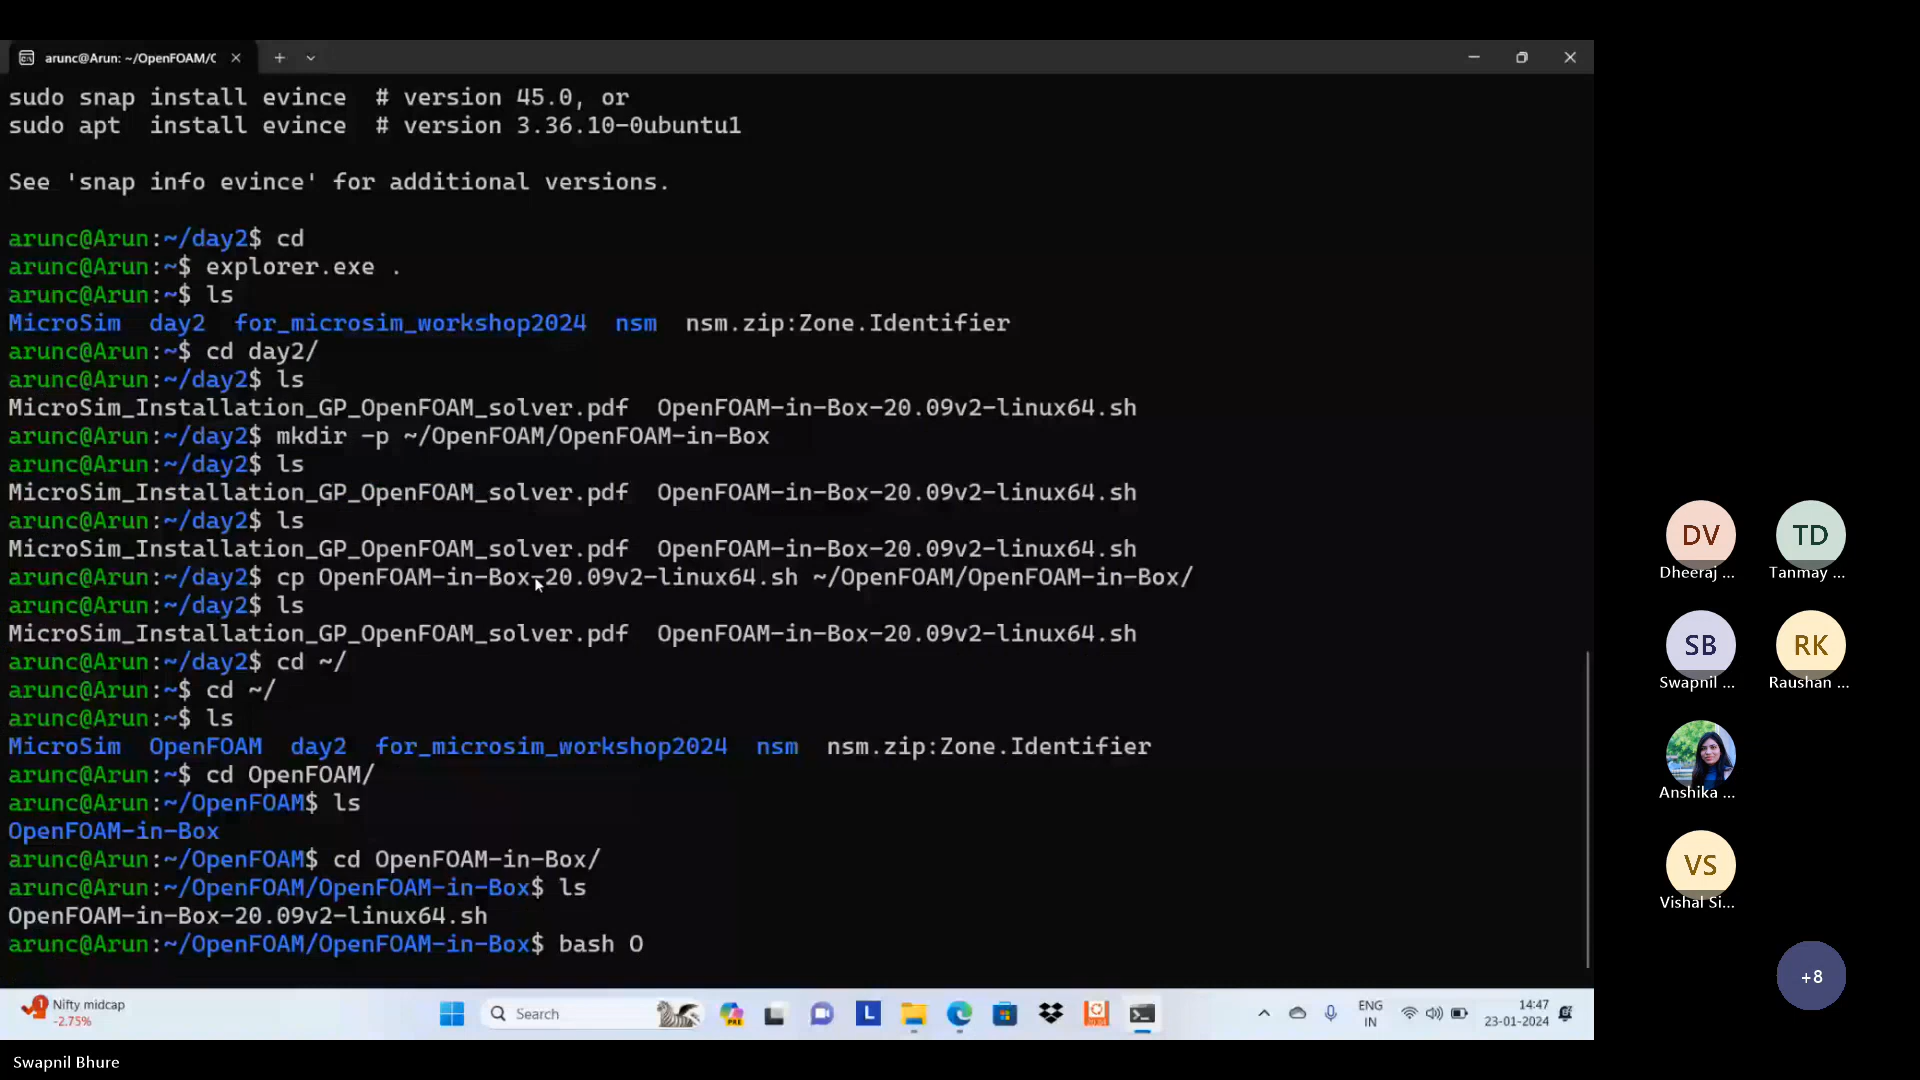 arunc@Arun: ~/OpenFOAM/C
sudo snap install evince  # version 45.0, or
sudo apt  install evince  # version 3.36.10-0ubuntu1
See 'snap info evince' for additional versions.
arunc@Arun:~/day2$ cd
arunc@Arun:~$ explorer.exe .
arunc@Arun:~$ ls
MicroSim  day2  for_microsim_workshop2024  nsm  nsm.zip:Zone.Identifier
arunc@Arun:~$ cd day2/
arunc@Arun:~/day2$ ls
MicroSim_Installation_GP_OpenFOAM_solver.pdf  OpenFOAM-in-Box-20.09v2-linux64.sh
arunc@Arun:~/day2$ mkdir -p ~/OpenFOAM/OpenFOAM-in-Box
arunc@Arun:~/day2$ ls
MicroSim_Installation_GP_OpenFOAM_solver.pdf  OpenFOAM-in-Box-20.09v2-linux64.sh
arunc@Arun:~/day2$ ls
MicroSim_Installation_GP_OpenFOAM_solver.pdf  OpenFOAM-in-Box-20.09v2-linux64.sh
arunc@Arun:~/day2$ cp OpenFOAM-in-Box-20.09v2-linux64.sh ~/OpenFOAM/OpenFOAM-in-Box/
arunc@Arun:~/day2$ ls
MicroSim_Installation_GP_OpenFOAM_solver.pdf  OpenFOAM-in-Box-20.09v2-linux64.sh
arunc@Arun:~/day2$ cd ~/
arunc@Arun:~$ cd ~/
arunc@Arun:~$ ls
MicroSim  OpenFOAM  day2  for_microsim_workshop2024  nsm  nsm.zip:Zone.Identifier
arunc@Arun:~$ cd OpenFOAM/
arunc@Arun:~/OpenFOAM$ ls
OpenFOAM-in-Box
arunc@Arun:~/OpenFOAM$ cd OpenFOAM-in-Box/
arunc@Arun:~/OpenFOAM/OpenFOAM-in-Box$ ls
OpenFOAM-in-Box-20.09v2-linux64.sh
arunc@Arun:~/OpenFOAM/OpenFOAM-in-Box$ bash O
DV TD
Dheeraj ... Tanmay ...
SB RK
Swapnil ... Raushan ...
Anshika ...
VS
Vishal Si...
+8
1
Nifty midcap
-2.75%
Search
PRE
L
ENG
IN
14:47
23-01-2024
Swapnil Bhure